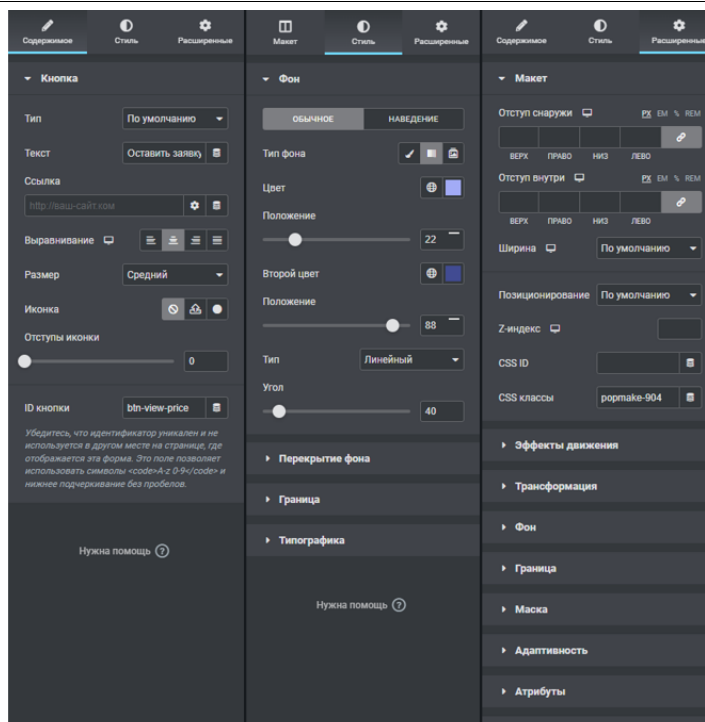 Содержимое
Стиль
Расширенные
Кнопка
Тип
По умолчанию
Текст
Оставить заявку
Ссылка
http://ваш-сайт.ком
Выравнивание
Размер
Средний
Иконка
Отступы иконки
0
ID кнопки
btn-view-price
Убедитесь, что идентификатор уникален и не
используется в другом месте на странице, где
отображается эта форма. Это поле позволяет
использовать символы <code>A-z 0-9</code> и
нижнее подчеркивание без пробелов.
Нужна помощь
Макет
Стиль
Расширенные
Фон
ОБЫЧНОЕ
НАВЕДЕНИЕ
Тип фона
Цвет
Положение
22
Второй цвет
Положение
88
Тип
Линейный
Угол
40
Перекрытие фона
Граница
Типографика
Нужна помощь
Содержимое
Стиль
Расширенные
Макет
Отступ снаружи
PX EM % REM
ВЕРХ ПРАВО НИЗ ЛЕВО
Отступ внутри
PX EM % REM
ВЕРХ ПРАВО НИЗ ЛЕВО
Ширина
По умолчанию
Позиционирование
По умолчанию
Z-индекс
CSS ID
CSS классы
popmake-904
Эффекты движения
Трансформация
Фон
Граница
Маска
Адаптивность
Атрибуты